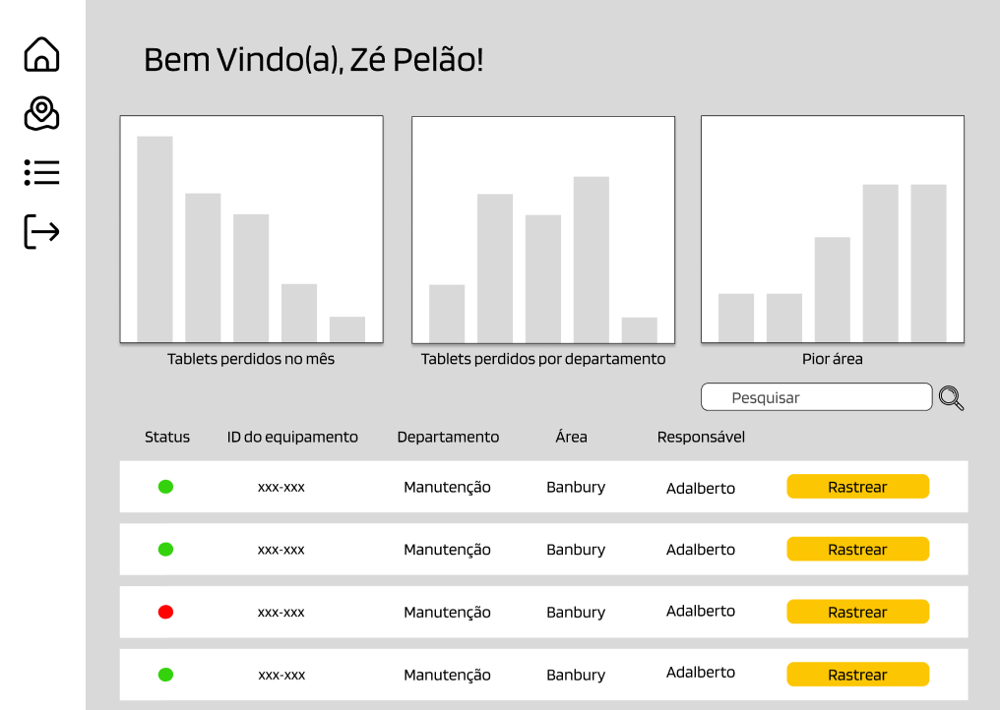 Bem Vindo(a), Zé Pelão!
Tablets perdidos no mês
Tablets perdidos por departamento
Pior área
Pesquisar
Status ID do equipamento Departamento Área Responsável
xxx-xxx Manutenção Banbury Adalberto Rastrear
xxx-xxx Manutenção Banbury Adalberto Rastrear
xxx-xxx Manutenção Banbury Adalberto Rastrear
xxx-xxx Manutenção Banbury Adalberto Rastrear